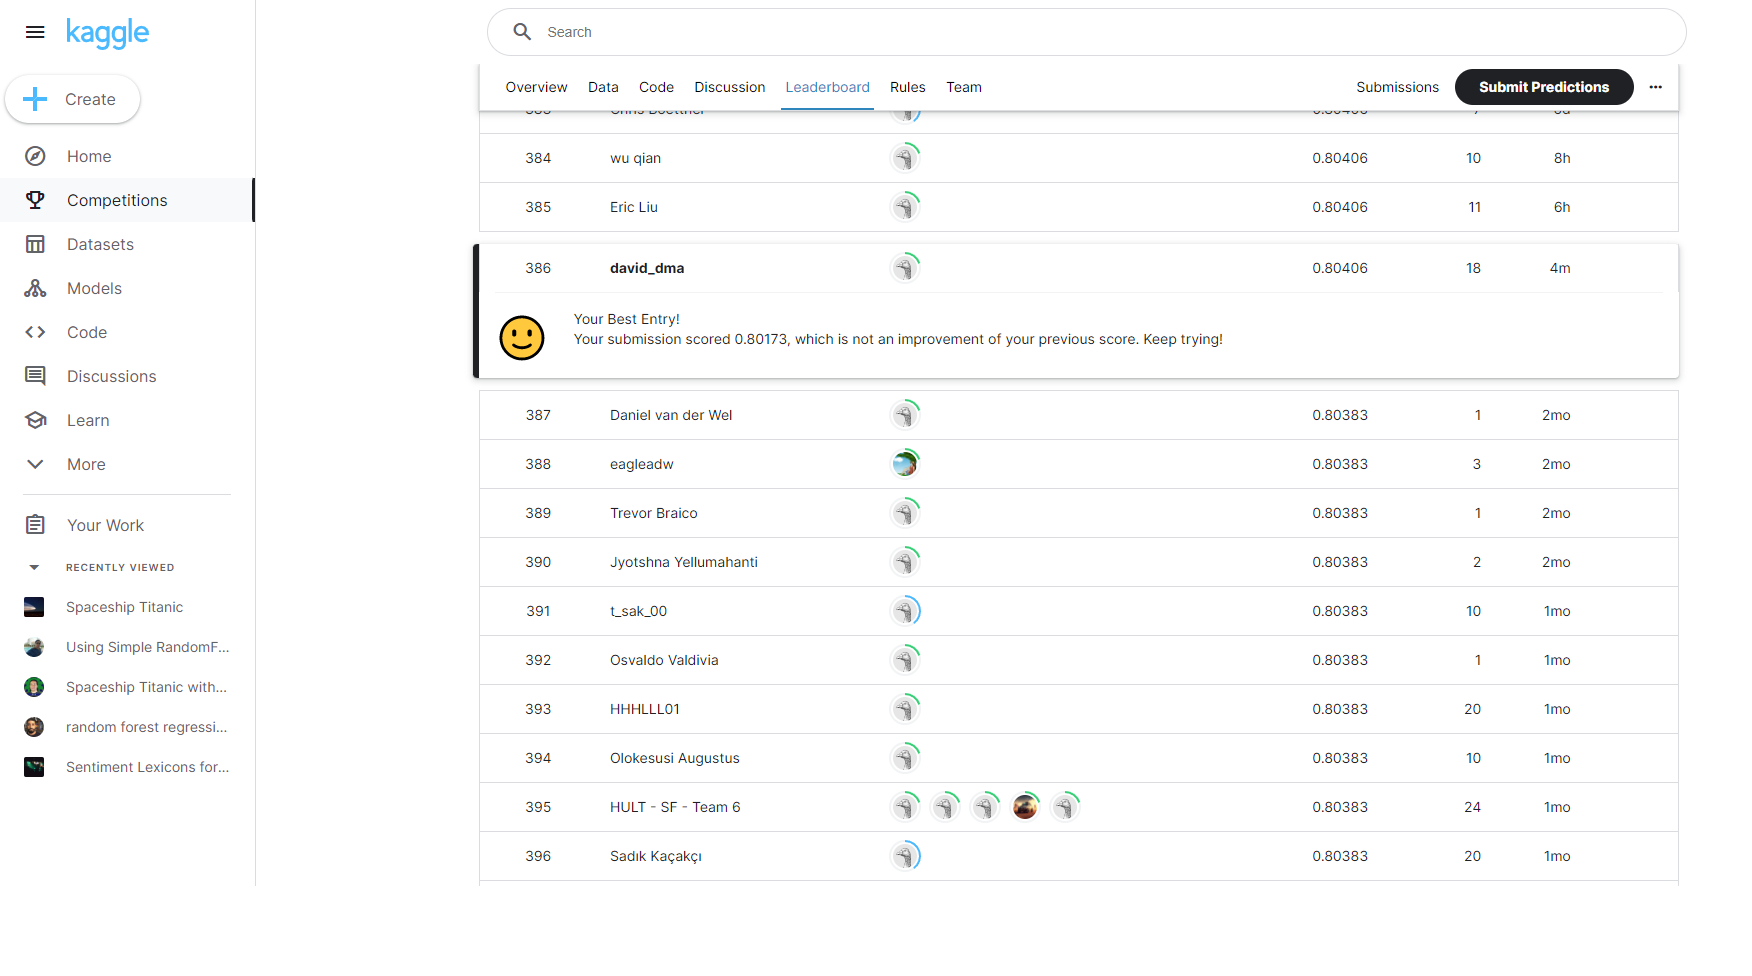 kaggle
Search
Create
Home
Competitions
Datasets
Models
Code
Discussions
Learn
More
Your Work
RECENTLY VIEWED
Spaceship Titanic
Using Simple RandomF...
Spaceship Titanic with...
random forest regressi...
Sentiment Lexicons for...
Overview Data Code Discussion Leaderboard Rules Team Submissions Submit Predictions
384 wu qian 0.80406 10 8h
385 Eric Liu 0.80406 11 6h
386 david_dma 0.80406 18 4m
Your Best Entry!
Your submission scored 0.80173, which is not an improvement of your previous score. Keep trying!
387 Daniel van der Wel 0.80383 1 2mo
388 eagleadw 0.80383 3 2mo
389 Trevor Braico 0.80383 1 2mo
390 Jyotshna Yellumahanti 0.80383 2 2mo
391 t_sak_00 0.80383 10 1mo
392 Osvaldo Valdivia 0.80383 1 1mo
393 HHHLLL01 0.80383 20 1mo
394 Olokesusi Augustus 0.80383 10 1mo
395 HULT - SF - Team 6 0.80383 24 1mo
396 Sadık Kaçakçı 0.80383 20 1mo